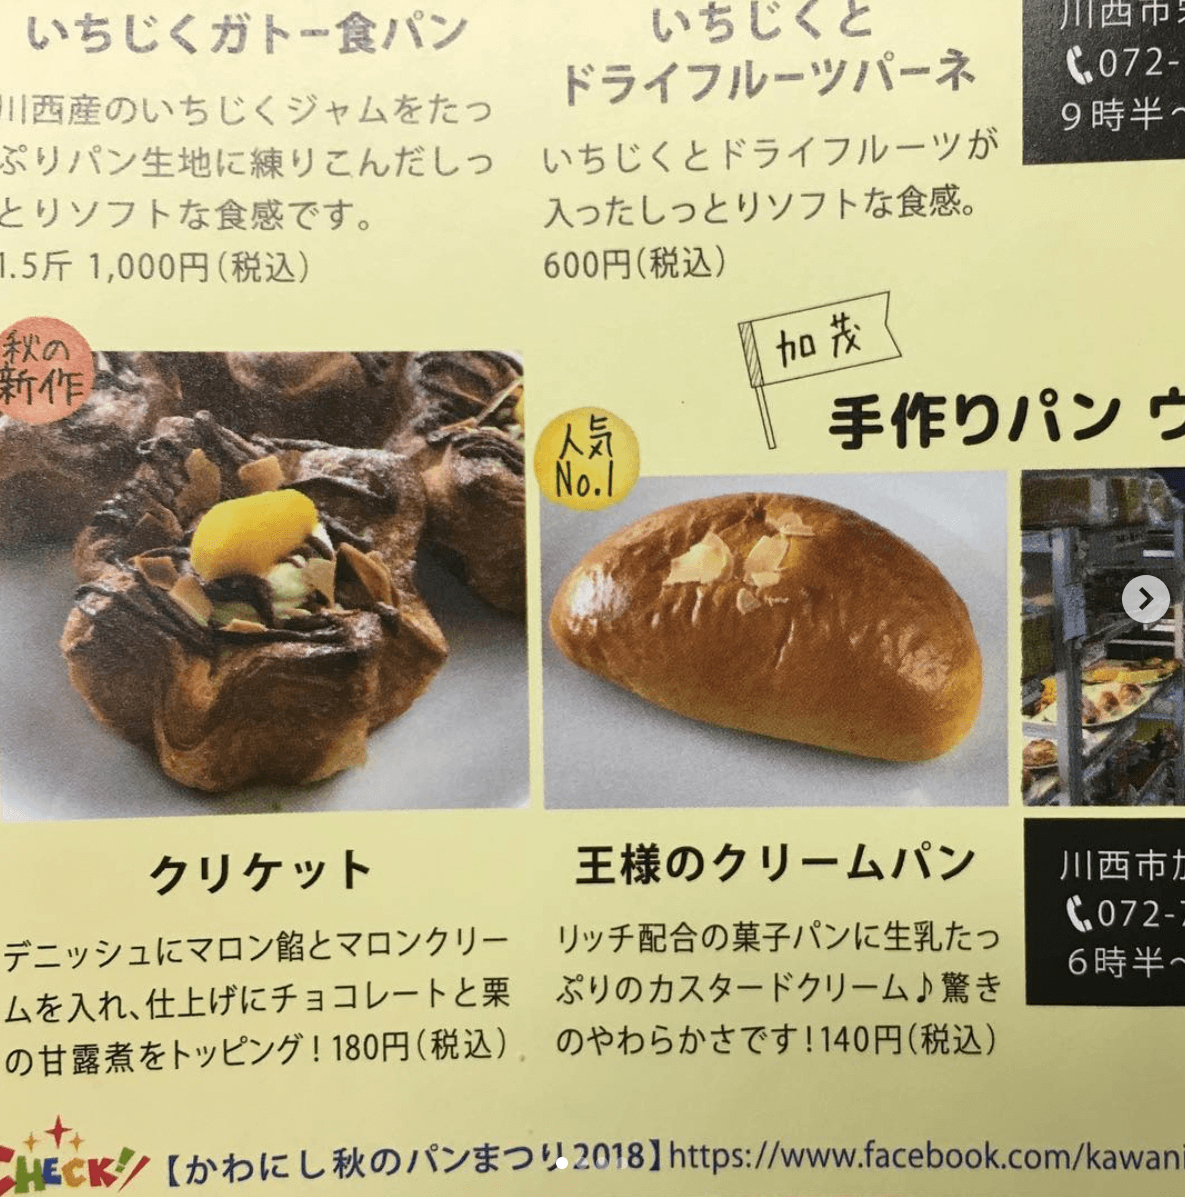 いちじくガトー食パン
川西産のいちじくジャムをたっ
ぷりパン生地に練りこんだしっ
とりソフトな食感です。
1.5斤 1,000円(税込)
いちじくと
ドライフルーツパーネ
いちじくとドライフルーツが
入ったしっとりソフトな食感。
600円(税込)
川西市
072-
9時半~
加茂
手作りパン ウ
秋の
新作
人気
No.1
クリケット
デニッシュにマロン餡とマロンクリー
ムを入れ、仕上げにチョコレートと栗
の甘露煮をトッピング!180円(税込)
王様のクリームパン
リッチ配合の菓子パンに生乳たっ
ぷりのカスタードクリーム♪驚き
のやわらかさです!140円(税込)
川西市加
072-7
6時半~
CHECK!! 【かわにし秋のパンまつり2018】https://www.facebook.com/kawani